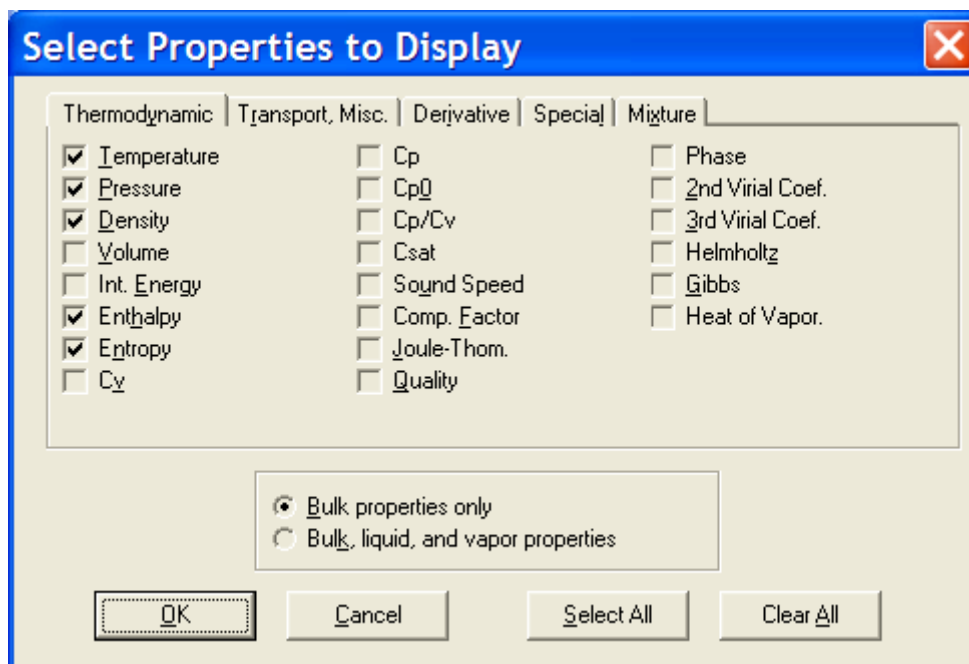 Select Properties to Display
Thermodynamic Transport, Misc. Derivative Special Mixture
Temperature Cp Phase
Pressure Cp0 2nd Virial Coef.
Density Cp/Cv 3rd Virial Coef.
Volume Csat Helmholtz
Int. Energy Sound Speed Gibbs
Enthalpy Comp. Factor Heat of Vapor.
Entropy Joule-Thom.
Cv Quality
Bulk properties only
Bulk, liquid, and vapor properties
OK Cancel Select All Clear All